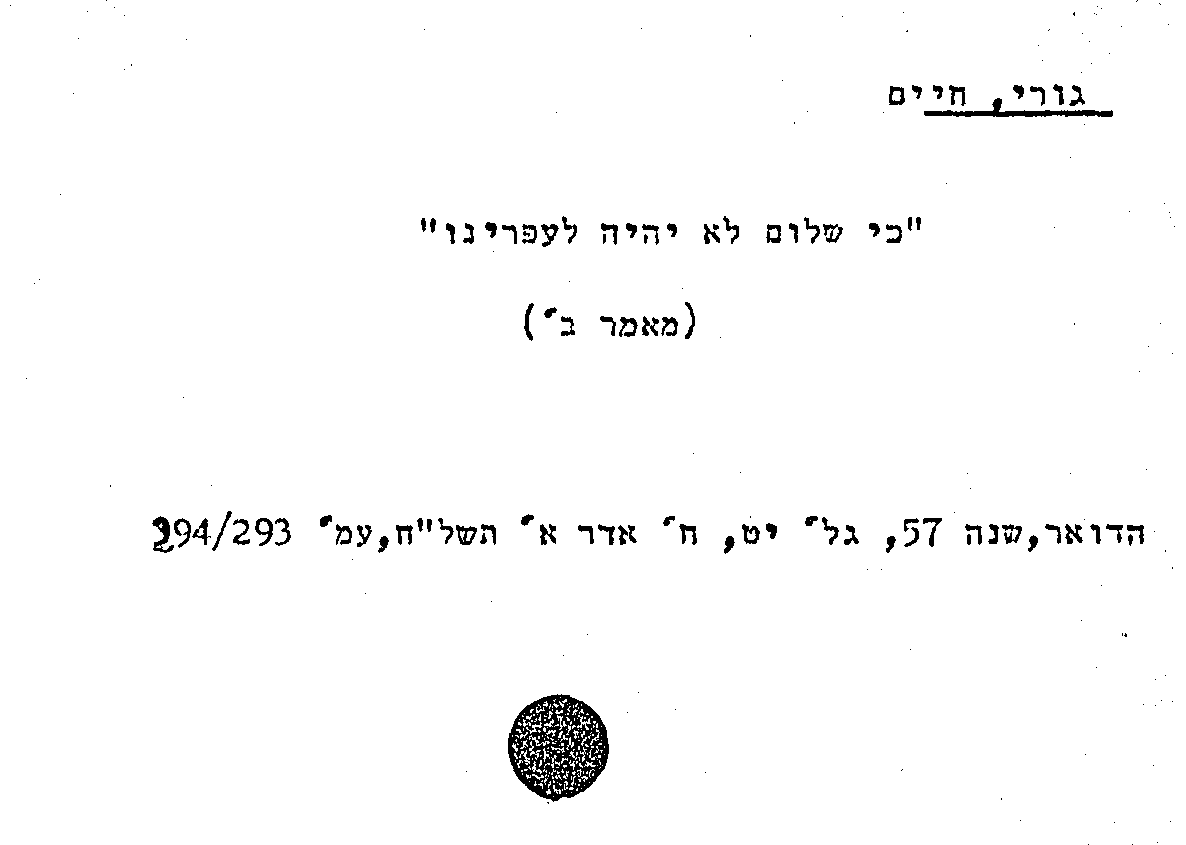 גורי, חיים
"כי שלום לא יהיה לעפרינו"
(מאמר ב')
הדואר,שנה 57, גל' יט, ח' אדר א' תשל"ח,עמ' 294/293